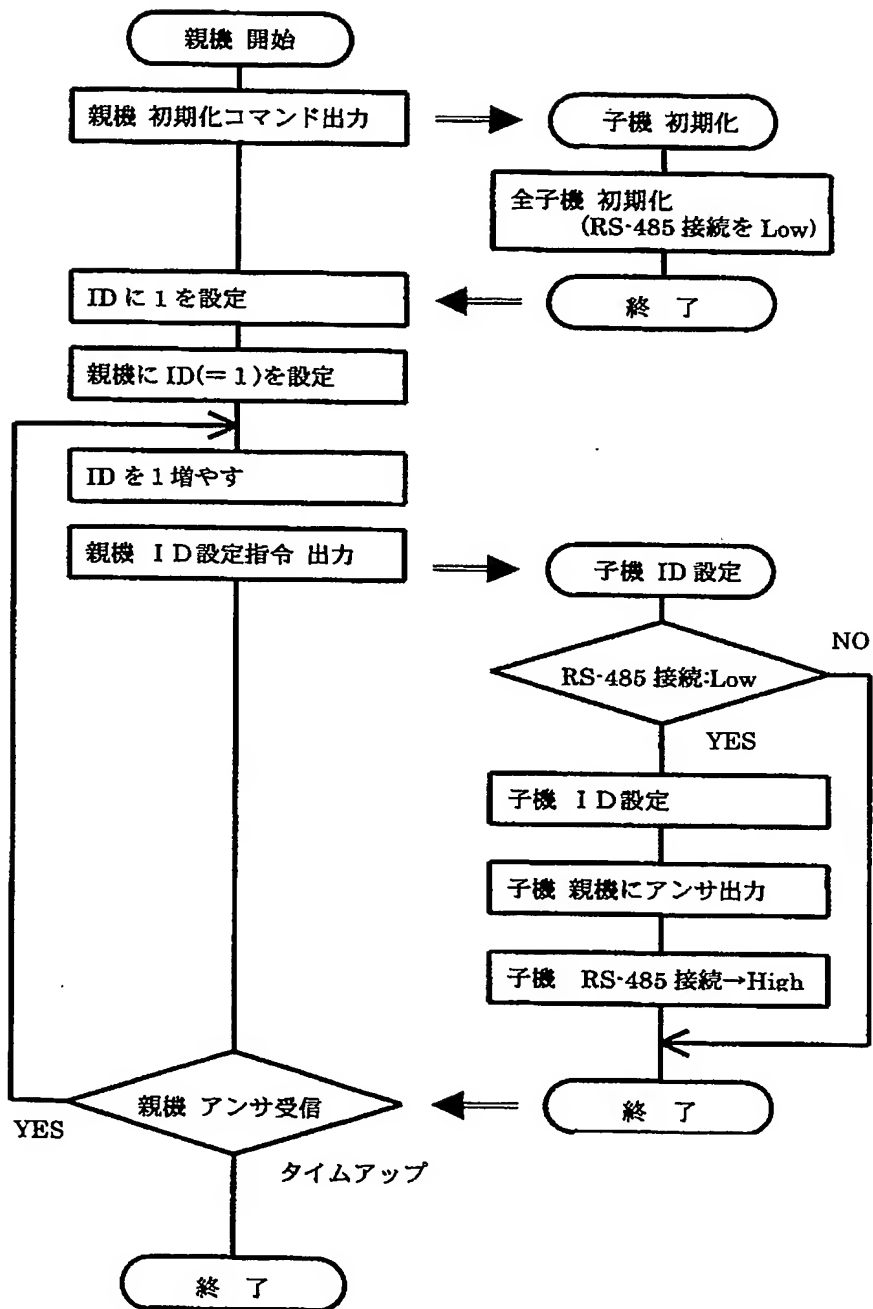 親機 開始
親機 初期化コマンド出力
子機 初期化
全子機 初期化
(RS-485 接続を Low)
終 了
ID に 1 を設定
親機に ID(= 1)を設定
ID を 1 増やす
親機 ID設定指令 出力
子機 ID 設定
RS-485 接続:Low
NO
YES
子機 ID設定
子機 親機にアンサ出力
子機 RS-485 接続→High
終 了
親機 アンサ受信
YES
タイムアップ
終 了